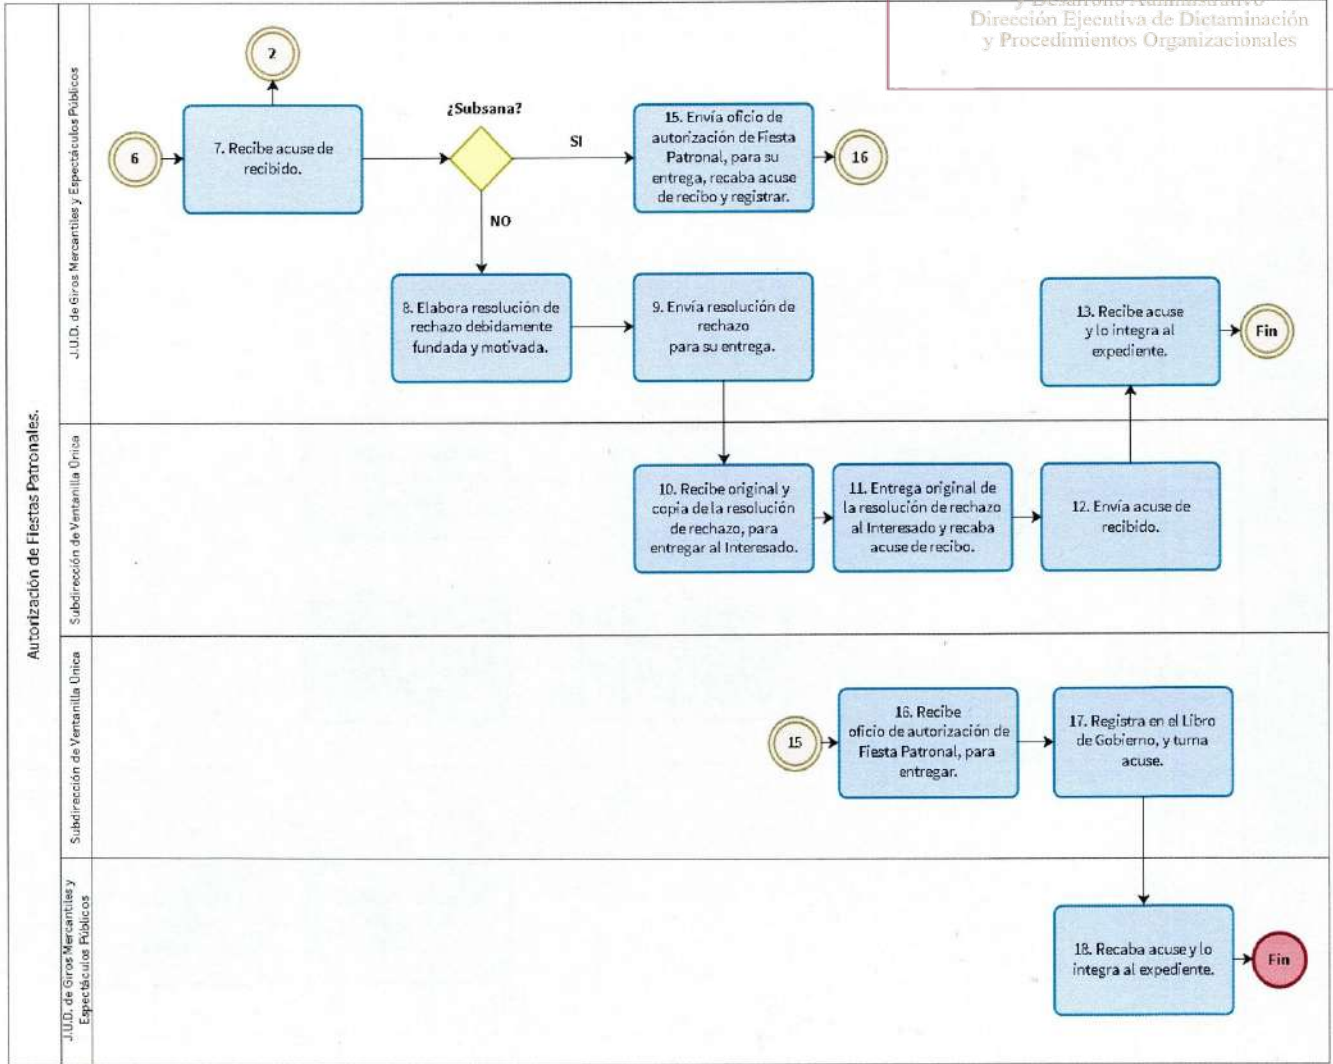 y Desarrollo Administrativo
Dirección Ejecutiva de Dictaminación
y Procedimientos Organizacionales
Autorización de Fiestas Patronales.
J.U.D. de Giros Mercantiles y Espectáculos Públicos
2
6
7. Recibe acuse de
recibido.
¿Subsana?
SI
NO
15. Envía oficio de
autorización de Fiesta
Patronal, para su
entrega, recaba acuse
de recibo y registrar.
16
8. Elabora resolución de
rechazo debidamente
fundada y motivada.
9. Envía resolución de
rechazo
para su entrega.
13. Recibe acuse
y lo integra al
expediente.
Fin
Subdirección de Ventanilla Única
10. Recibe original y
copia de la resolución
de rechazo, para
entregar al Interesado.
11. Entrega original de
la resolución de rechazo
al Interesado y recaba
acuse de recibo.
12. Envía acuse de
recibido.
Subdirección de Ventanilla Única
15
16. Recibe
oficio de autorización de
Fiesta Patronal, para
entregar.
17. Registra en el Libro
de Gobierno, y turna
acuse.
J.U.D. de Giros Mercantiles y
Espectáculos Públicos
18. Recaba acuse y lo
integra al expediente.
Fin